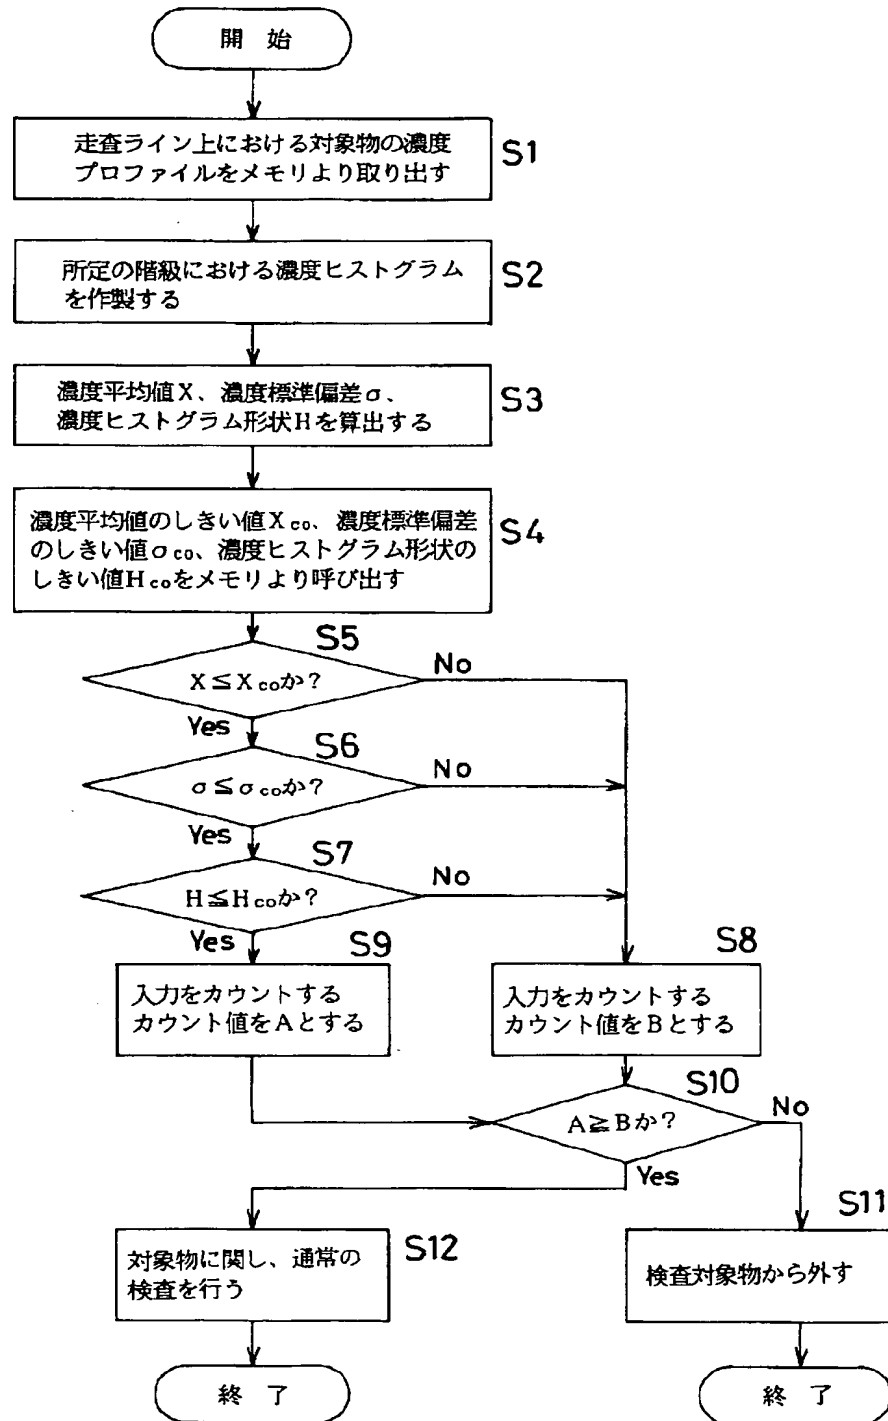 開 始
走査ライン上における対象物の濃度
プロファイルをメモリより取り出す
S1
所定の階級における濃度ヒストグラム
を作製する
S2
濃度平均値X、濃度標準偏差σ、
濃度ヒストグラム形状Hを算出する
S3
濃度平均値のしきい値Xco、濃度標準偏差
のしきい値σco、濃度ヒストグラム形状の
しきい値Hcoをメモリより呼び出す
S4
S5
X≦Xcoか?
No
Yes
S6
σ≦σcoか?
No
Yes
S7
H≦Hcoか?
No
Yes
S9
入力をカウントする
カウント値をAとする
S8
入力をカウントする
カウント値をBとする
S10
A≧Bか?
No
Yes
S12
対象物に関し、通常の
検査を行う
S11
検査対象物から外す
終 了
終 了